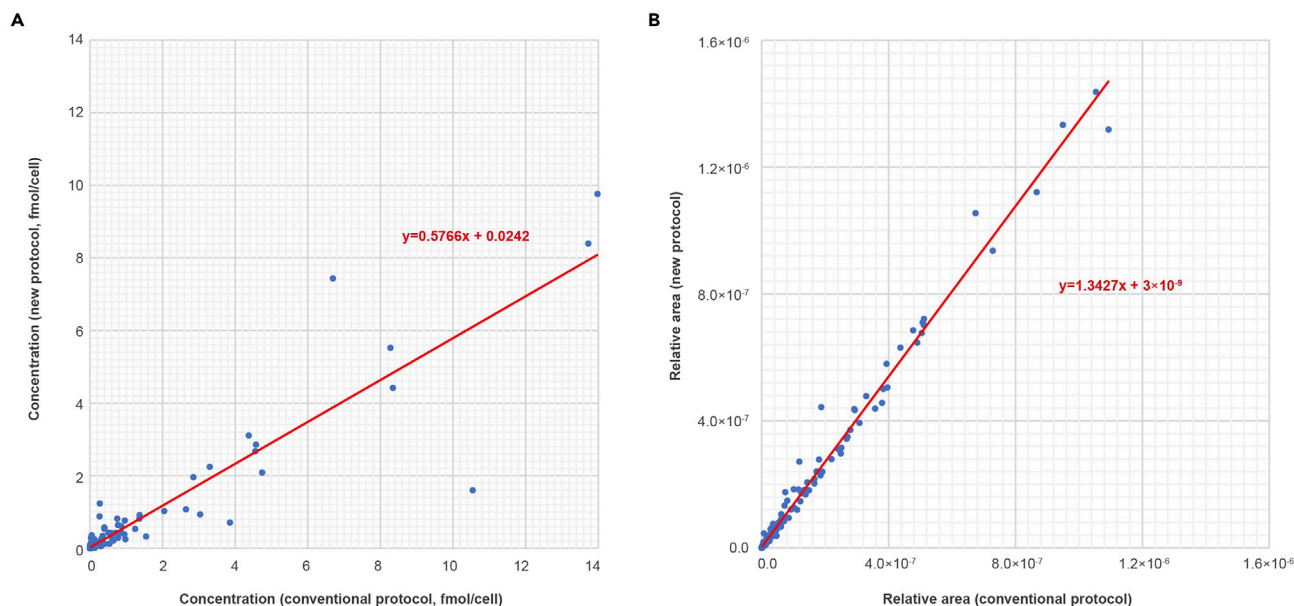 A
14
12
10
8
6
4
2
0
Concentration (new protocol, fmol/cell)
y=0.5766x + 0.0242
0 2 4 6 8 10 12 14
Concentration (conventional protocol, fmol/cell)
B
1.6×10⁻⁶
1.2×10⁻⁶
8.0×10⁻⁷
4.0×10⁻⁷
0.0
Relative area (new protocol)
y=1.3427x + 3×10⁻⁹
0.0 4.0×10⁻⁷ 8.0×10⁻⁷ 1.2×10⁻⁶ 1.6×10⁻⁶
Relative area (conventional protocol)